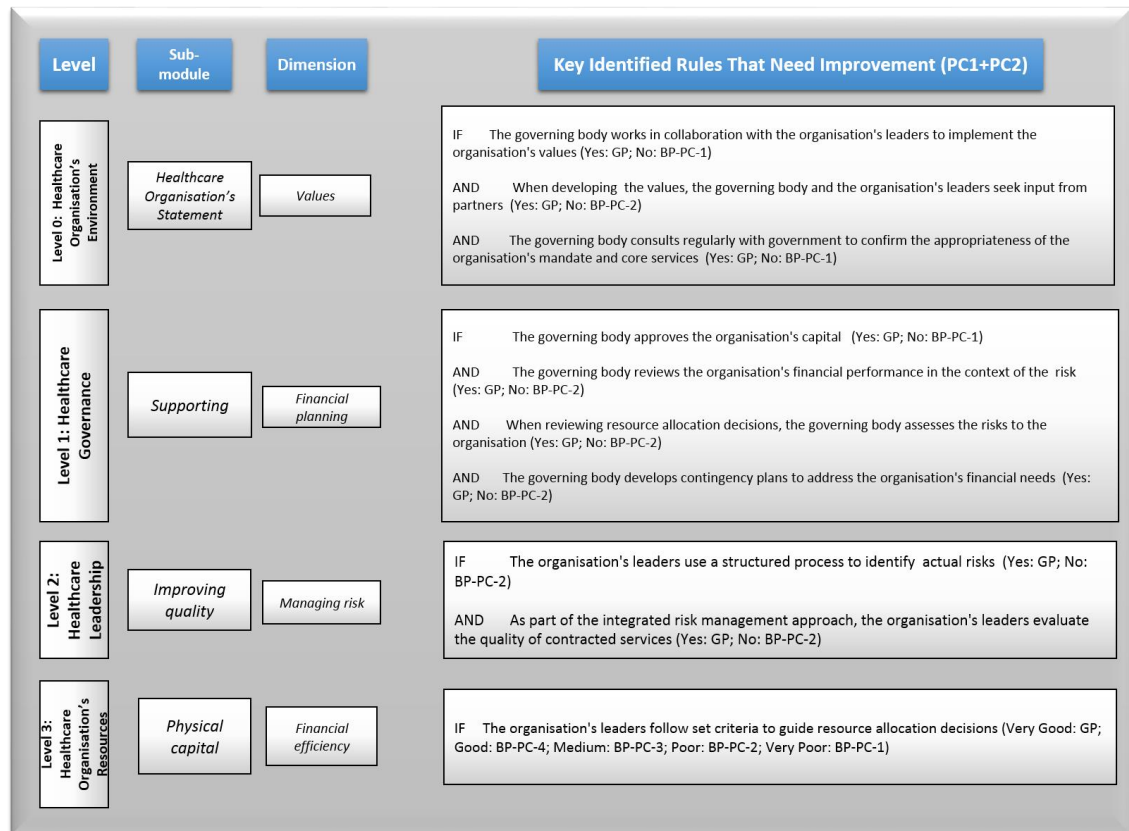 Level
Sub-
module
Dimension
Key Identified Rules That Need Improvement (PC1+PC2)
Level 0: Healthcare
Organisation's
Environment
Healthcare
Organisation's
Statement
Values
IF The governing body works in collaboration with the organisation's leaders to implement the
organisation's values (Yes: GP; No: BP-PC-1)
AND When developing the values, the governing body and the organisation's leaders seek input from
partners (Yes: GP; No: BP-PC-2)
AND The governing body consults regularly with government to confirm the appropriateness of the
organisation's mandate and core services (Yes: GP; No: BP-PC-1)
Level 1: Healthcare
Governance
Supporting
Financial
planning
IF The governing body approves the organisation's capital (Yes: GP; No: BP-PC-1)
AND The governing body reviews the organisation's financial performance in the context of the risk
(Yes: GP; No: BP-PC-2)
AND When reviewing resource allocation decisions, the governing body assesses the risks to the
organisation (Yes: GP; No: BP-PC-2)
AND The governing body develops contingency plans to address the organisation's financial needs (Yes:
GP; No: BP-PC-2)
Level 2:
Healthcare
Leadership
Improving
quality
Managing risk
IF The organisation's leaders use a structured process to identify actual risks (Yes: GP; No:
BP-PC-2)
AND As part of the integrated risk management approach, the organisation's leaders evaluate
the quality of contracted services (Yes: GP; No: BP-PC-2)
Level 3:
Healthcare
Organisation's
Resources
Physical
capital
Financial
efficiency
IF The organisation's leaders follow set criteria to guide resource allocation decisions (Very Good: GP;
Good: BP-PC-4; Medium: BP-PC-3; Poor: BP-PC-2; Very Poor: BP-PC-1)